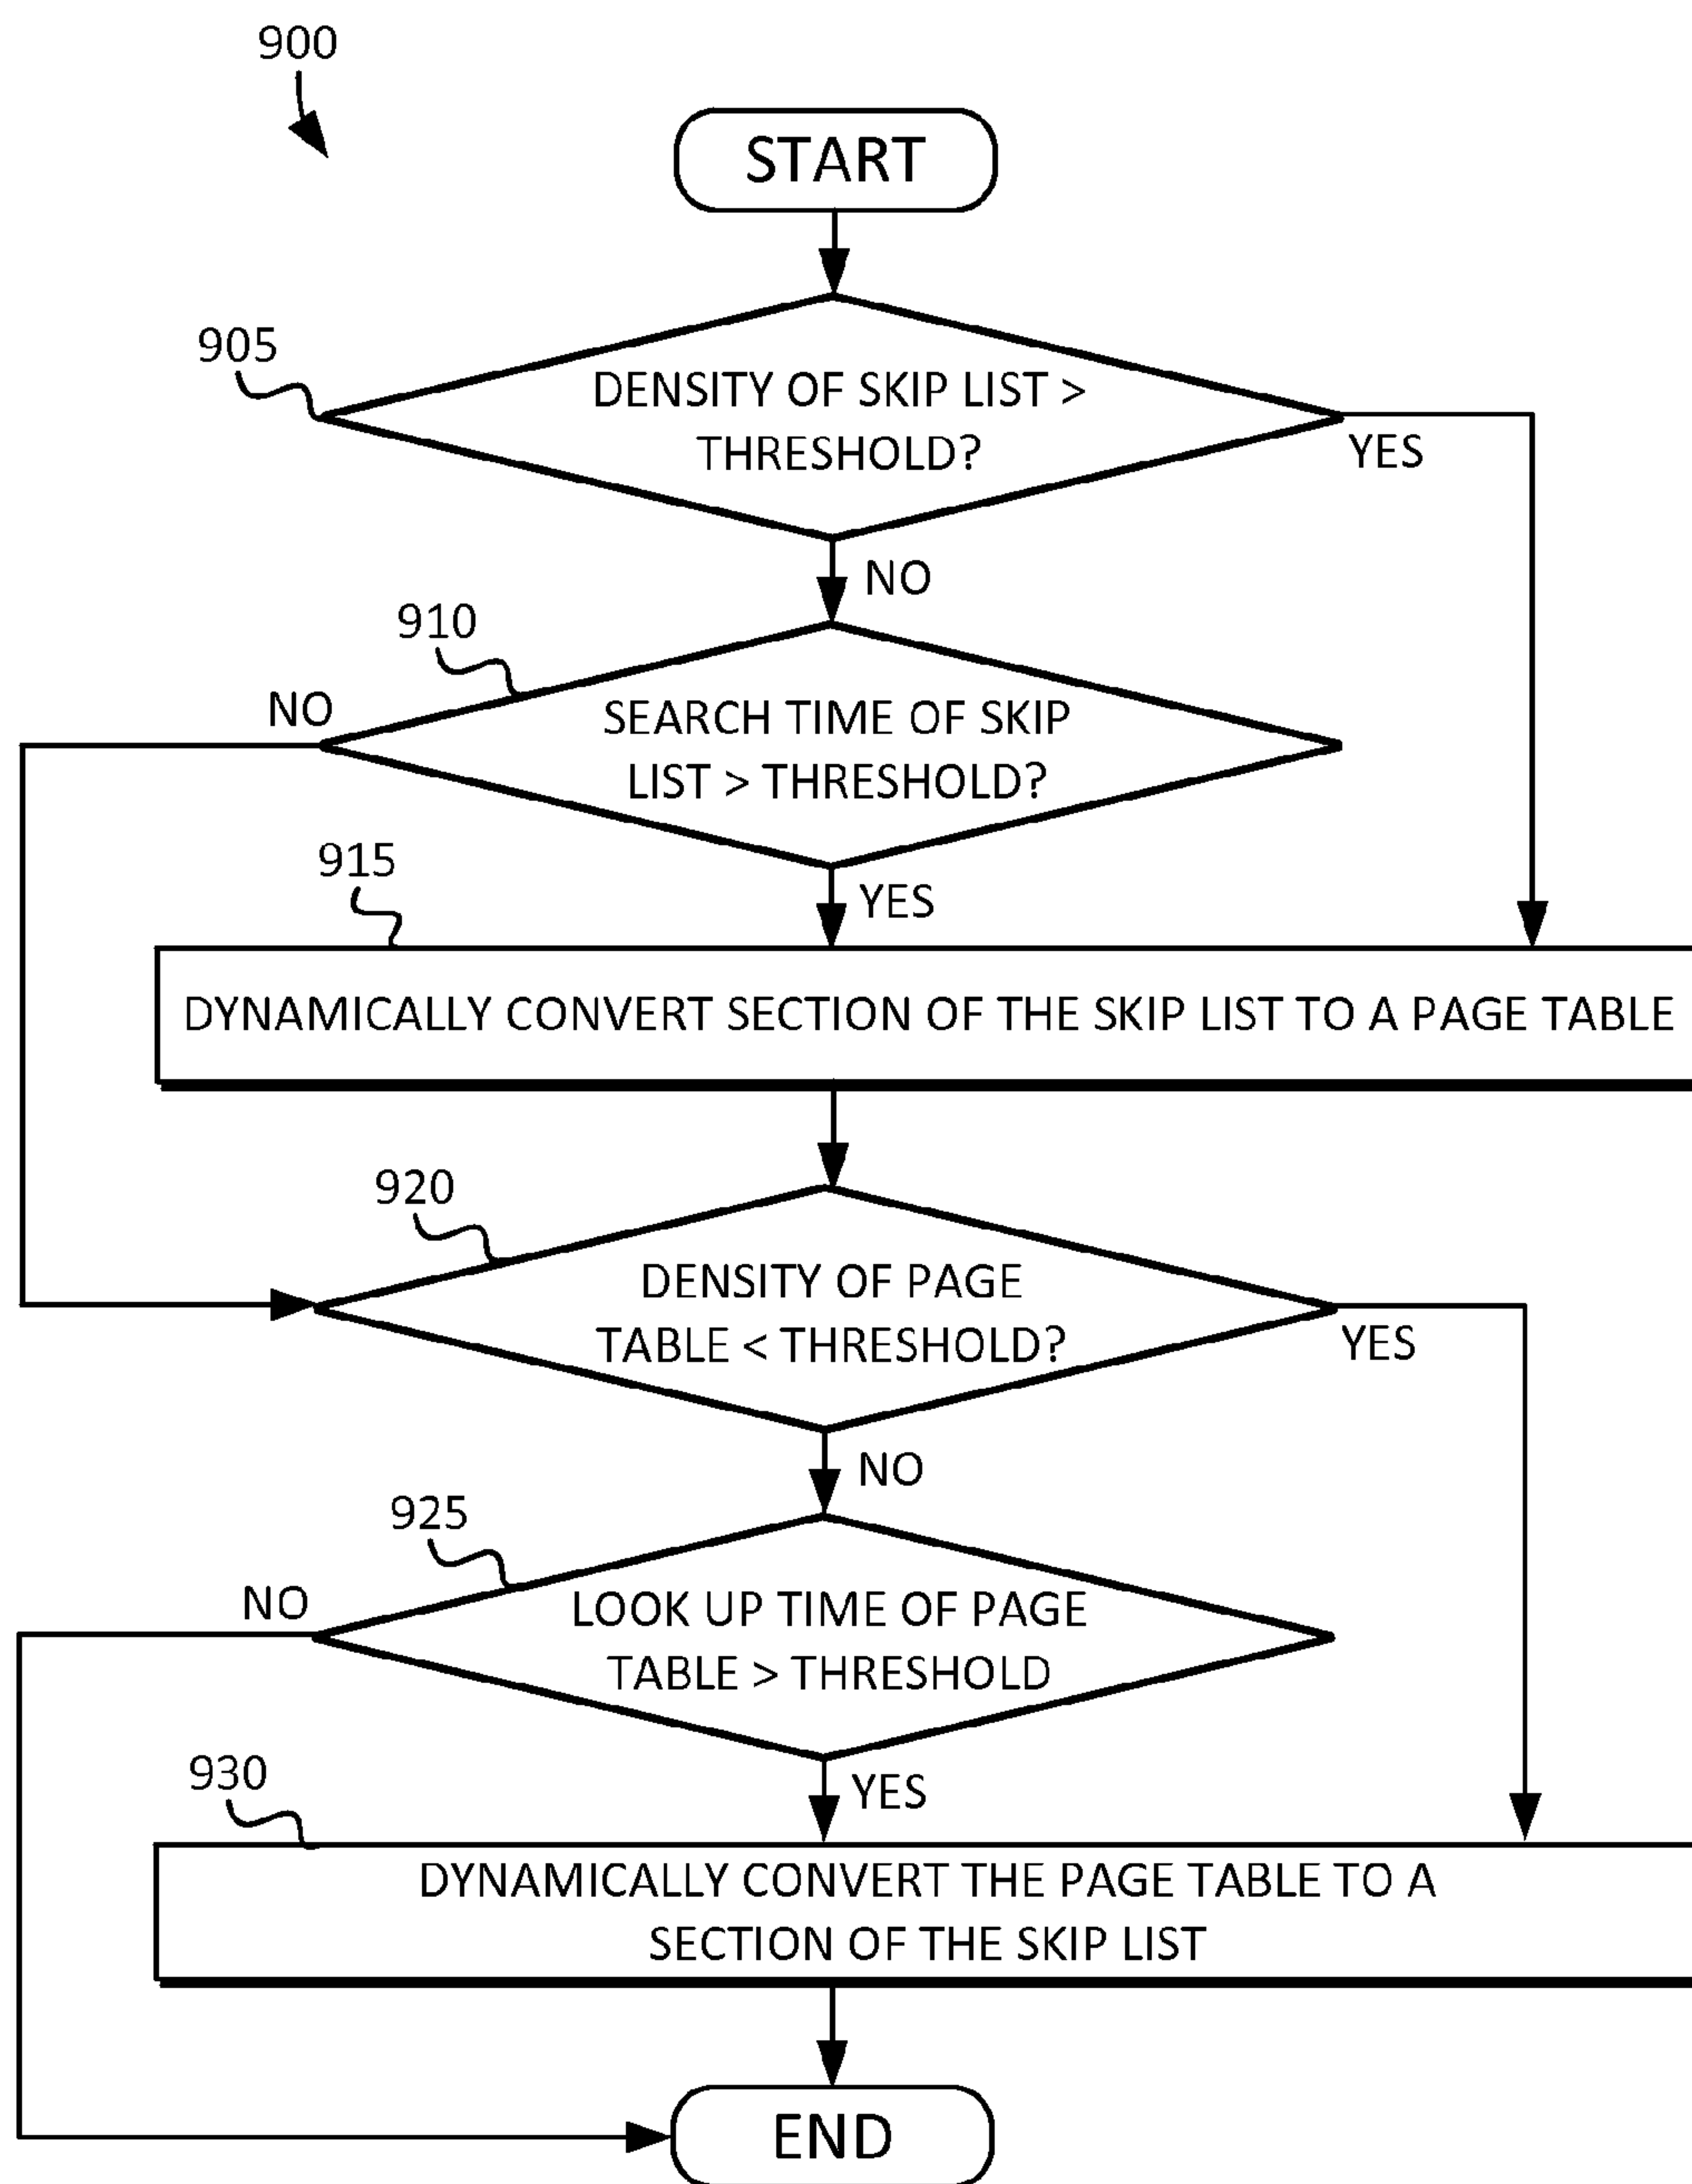 900
START
905
DENSITY OF SKIP LIST >
THRESHOLD?
YES
NO
910
NO
SEARCH TIME OF SKIP
LIST > THRESHOLD?
915
YES
DYNAMICALLY CONVERT SECTION OF THE SKIP LIST TO A PAGE TABLE
920
DENSITY OF PAGE
TABLE < THRESHOLD?
YES
NO
925
NO
LOOK UP TIME OF PAGE
TABLE > THRESHOLD
930
YES
DYNAMICALLY CONVERT THE PAGE TABLE TO A
SECTION OF THE SKIP LIST
END